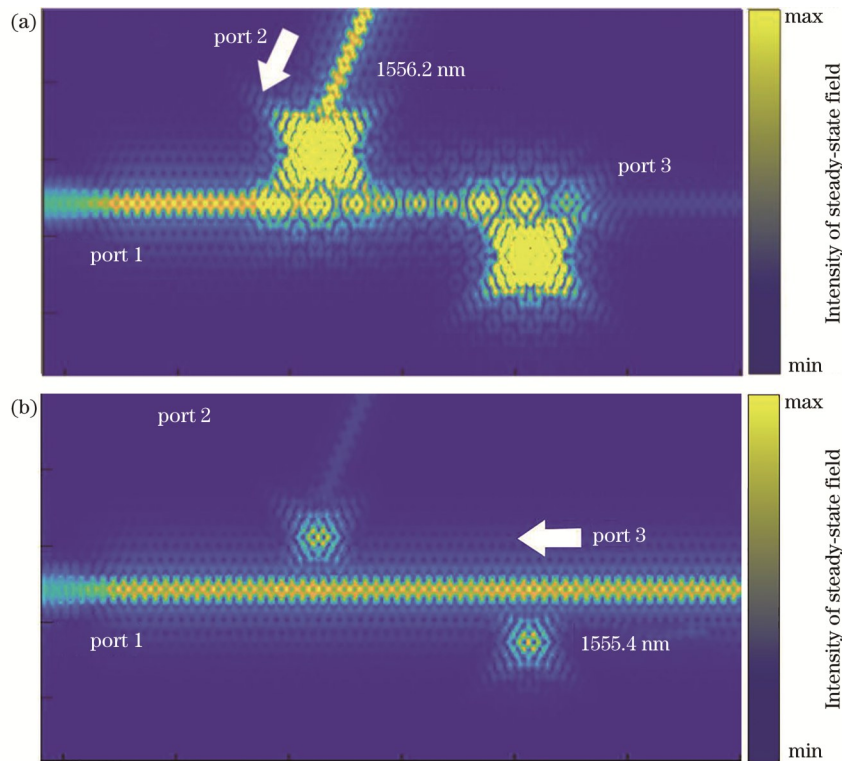 (a)
port 2
1556.2 nm
port 3
port 1
max
Intensity of steady-state field
min
(b)
port 2
port 3
port 1
1555.4 nm
max
Intensity of steady-state field
min